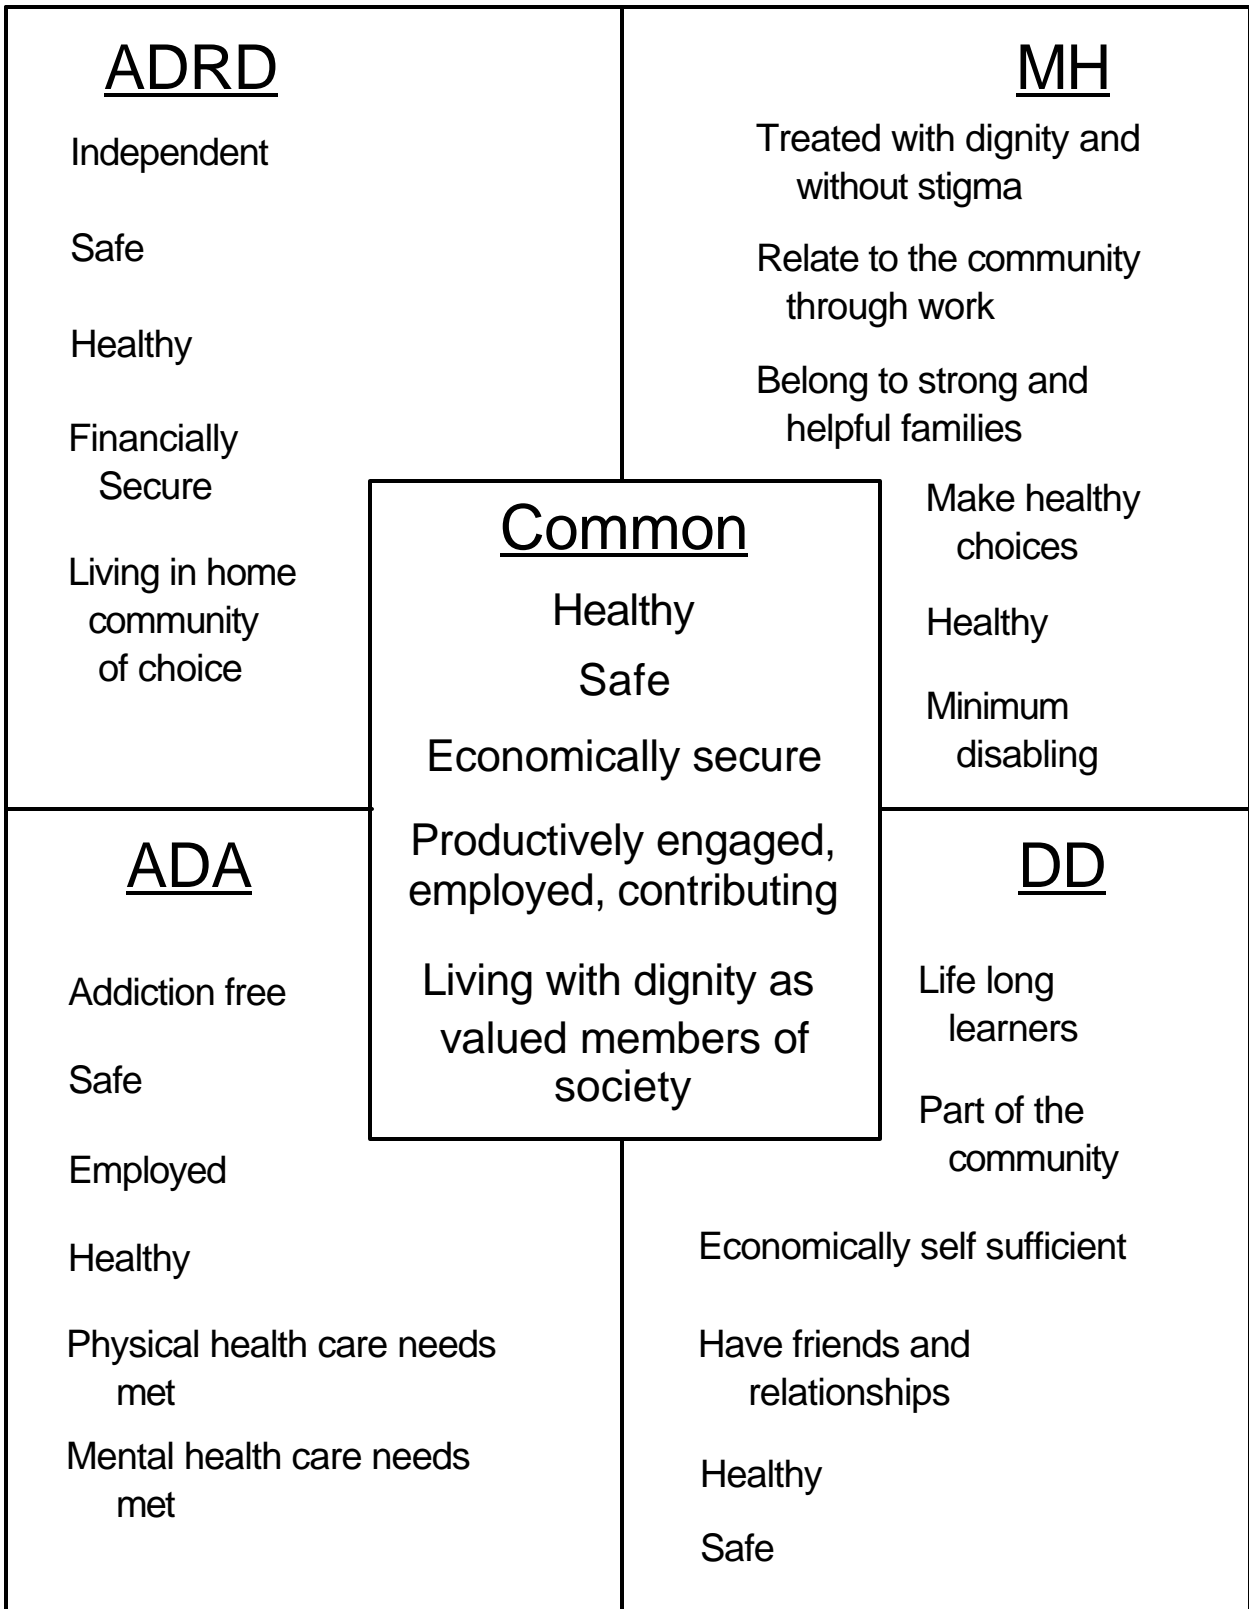 ADRD
Independent
Safe
Healthy
Financially
Secure
Living in home
community
of choice
MH
Treated with dignity and
without stigma
Relate to the community
through work
Belong to strong and
helpful families
Make healthy
choices
Healthy
Minimum
disabling
Common
Healthy
Safe
Economically secure
Productively engaged,
employed, contributing
Living with dignity as
valued members of
society
ADA
Addiction free
Safe
Employed
Healthy
Physical health care needs
met
Mental health care needs
met
DD
Life long
learners
Part of the
community
Economically self sufficient
Have friends and
relationships
Healthy
Safe